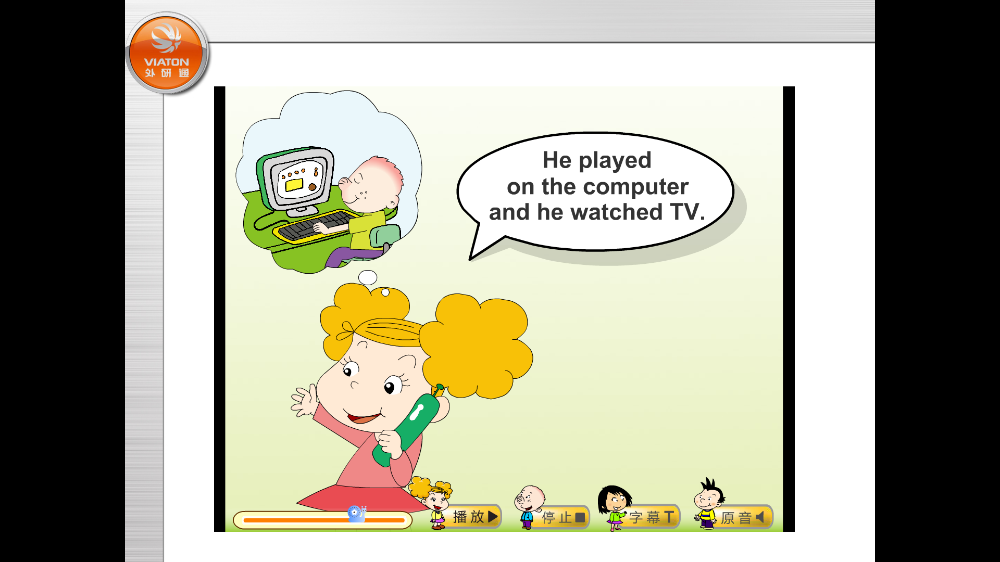 VIATON
外研通
He played
on the computer
and he watched TV.
播放
停止
字幕T
原音